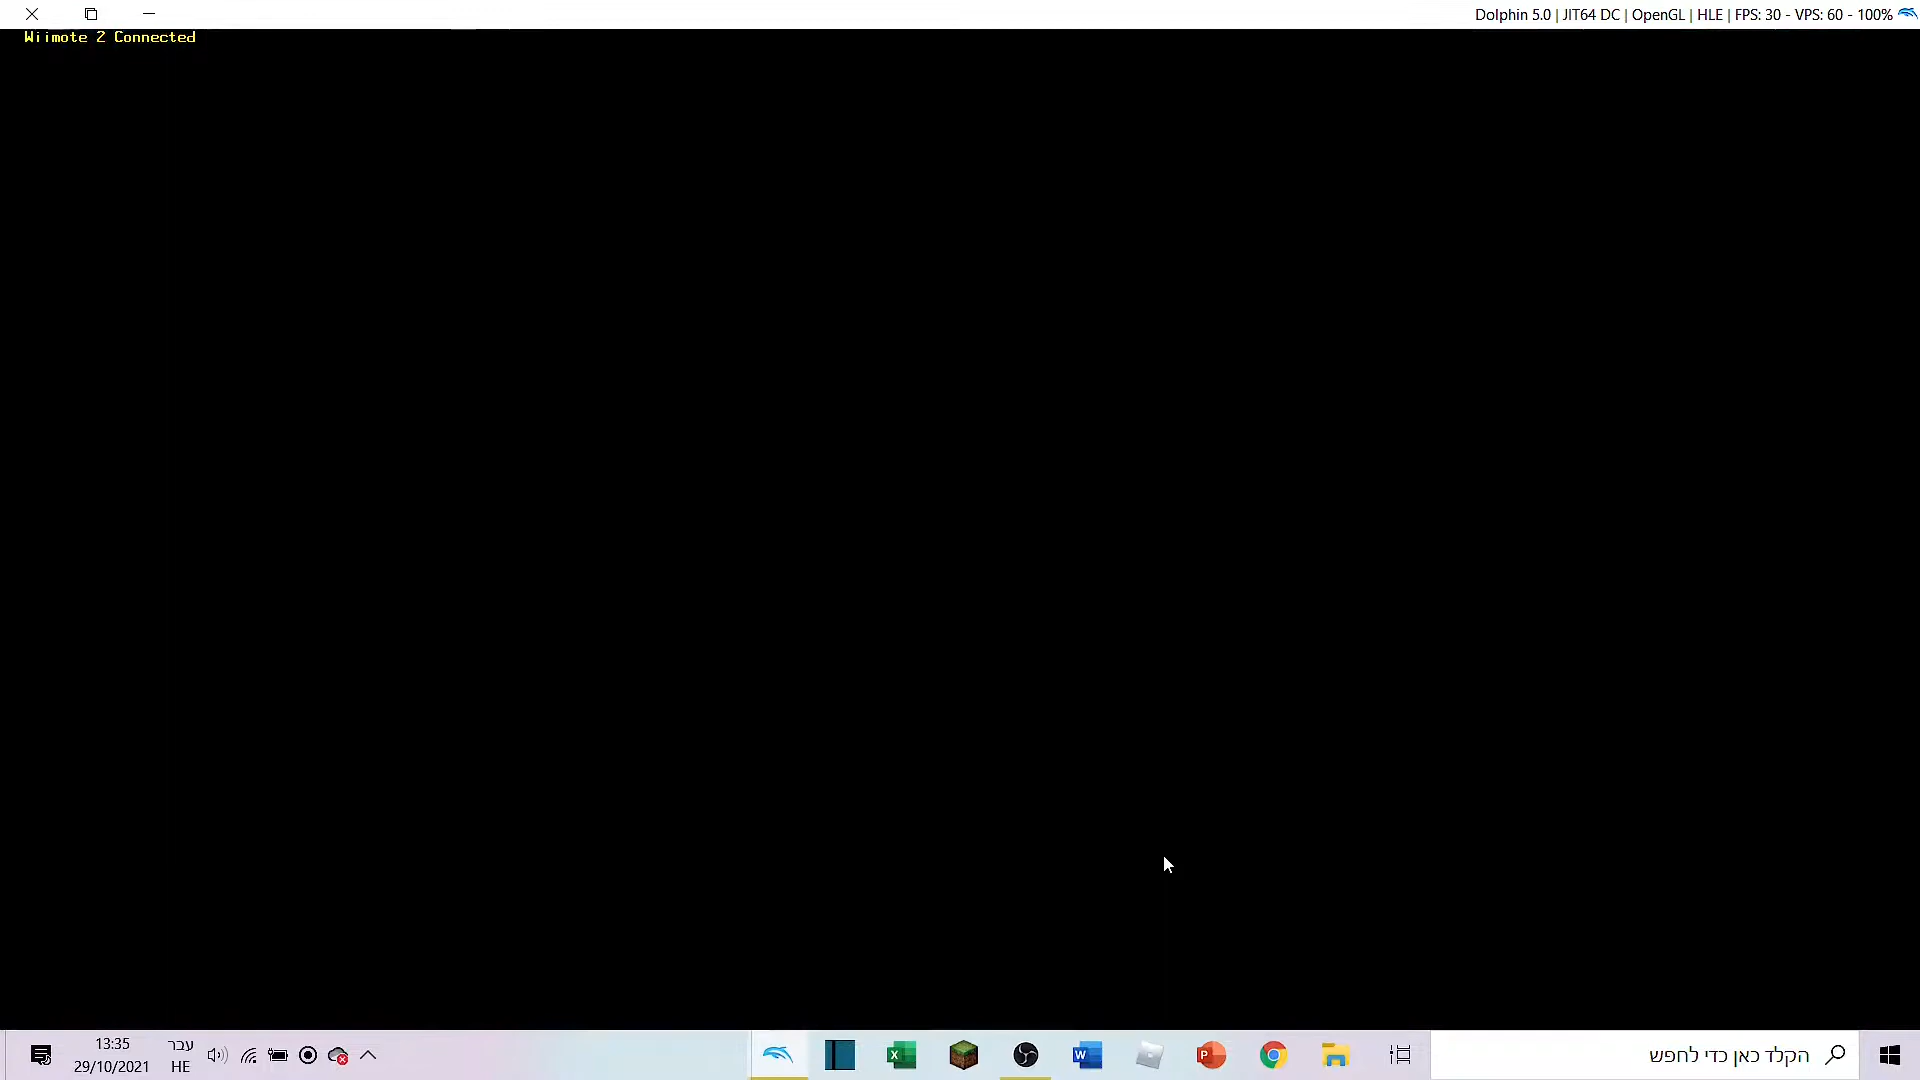 Dolphin 5.0 | JIT64 DC | OpenGL | HLE | FPS: 30 - VPS: 60 - 100%
Wiimote 2 Connected
13:35
29/10/2021
עבר
HE
הקלד כאן כדי לחפש